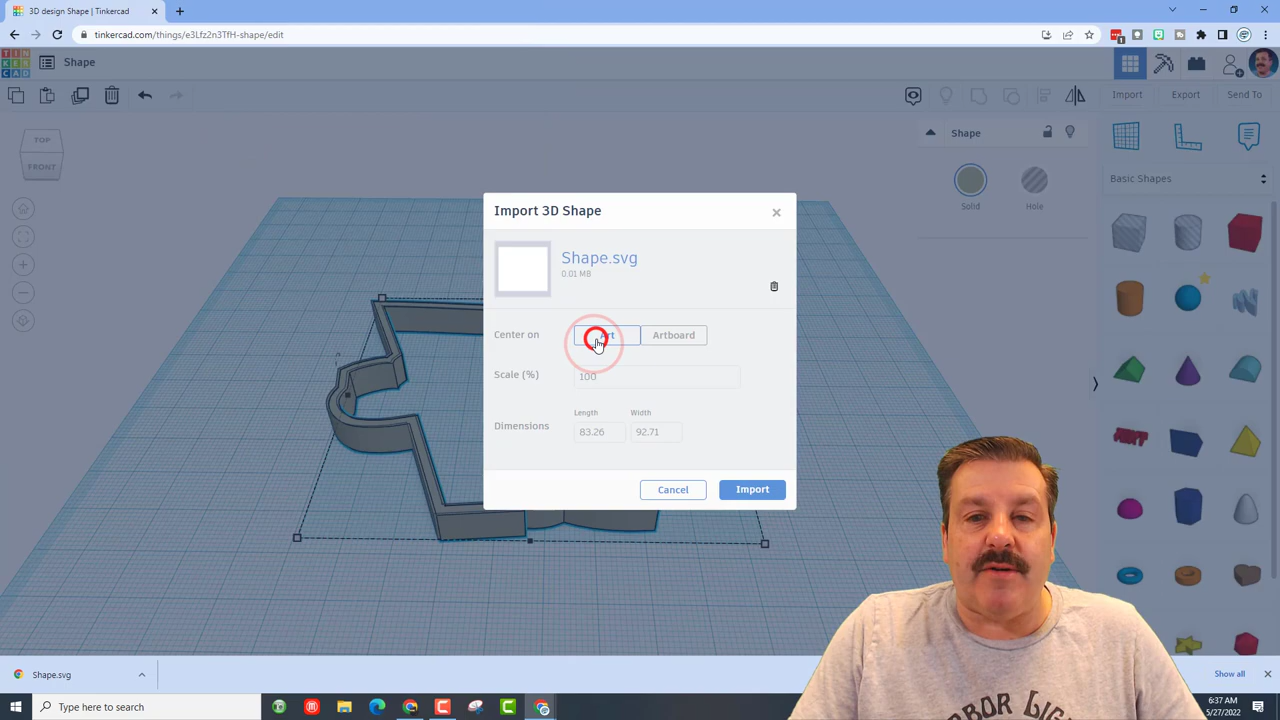 3D design Shape | Tinkercad
tinkercad.com/things/e3Lfz2n3TfH-shape/edit
TIN
KER
CAD
Shape
Import
Export
Send To
TOP
FRONT
Shape
Solid
Hole
Basic Shapes
Import 3D Shape
Shape.svg
0.01 MB
Center on
Artboard
Scale (%)
100
Length
Width
Dimensions
83.26
92.71
Cancel
Import
Shape.svg
Show all
Type here to search
6:37 AM
5/27/2022